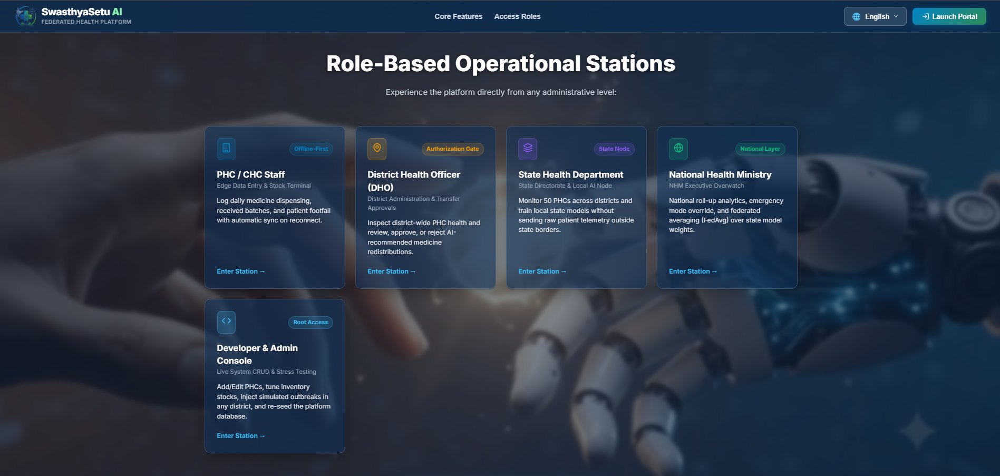 SwasthyaSetu AI
FEDERATED HEALTH PLATFORM
Core Features
Access Roles
English
Launch Portal
Role-Based Operational Stations
Experience the platform directly from any administrative level:
Offline-First
PHC / CHC Staff
Edge Data Entry & Stock Terminal
Log daily medicine dispensing,
received batches, and patient footfall
with automatic sync on reconnect.
Enter Station →
Authorization Gate
District Health Officer
(DHO)
District Administration & Transfer
Approvals
Inspect district-wide PHC health and
review, approve, or reject AI-
recommended medicine
redistributions.
Enter Station →
State Node
State Health Department
State Directorate & Local AI Node
Monitor 50 PHCs across districts and
train local state models without
sending raw patient telemetry outside
state borders.
Enter Station →
National Layer
National Health Ministry
NHM Executive Overwatch
National roll-up analytics, emergency
mode override, and federated
averaging (FedAvg) over state model
weights.
Enter Station →
Root Access
Developer & Admin
Console
Live System CRUD & Stress Testing
Add/Edit PHCs, tune inventory
stocks, inject simulated outbreaks in
any district, and re-seed the platform
database.
Enter Station →